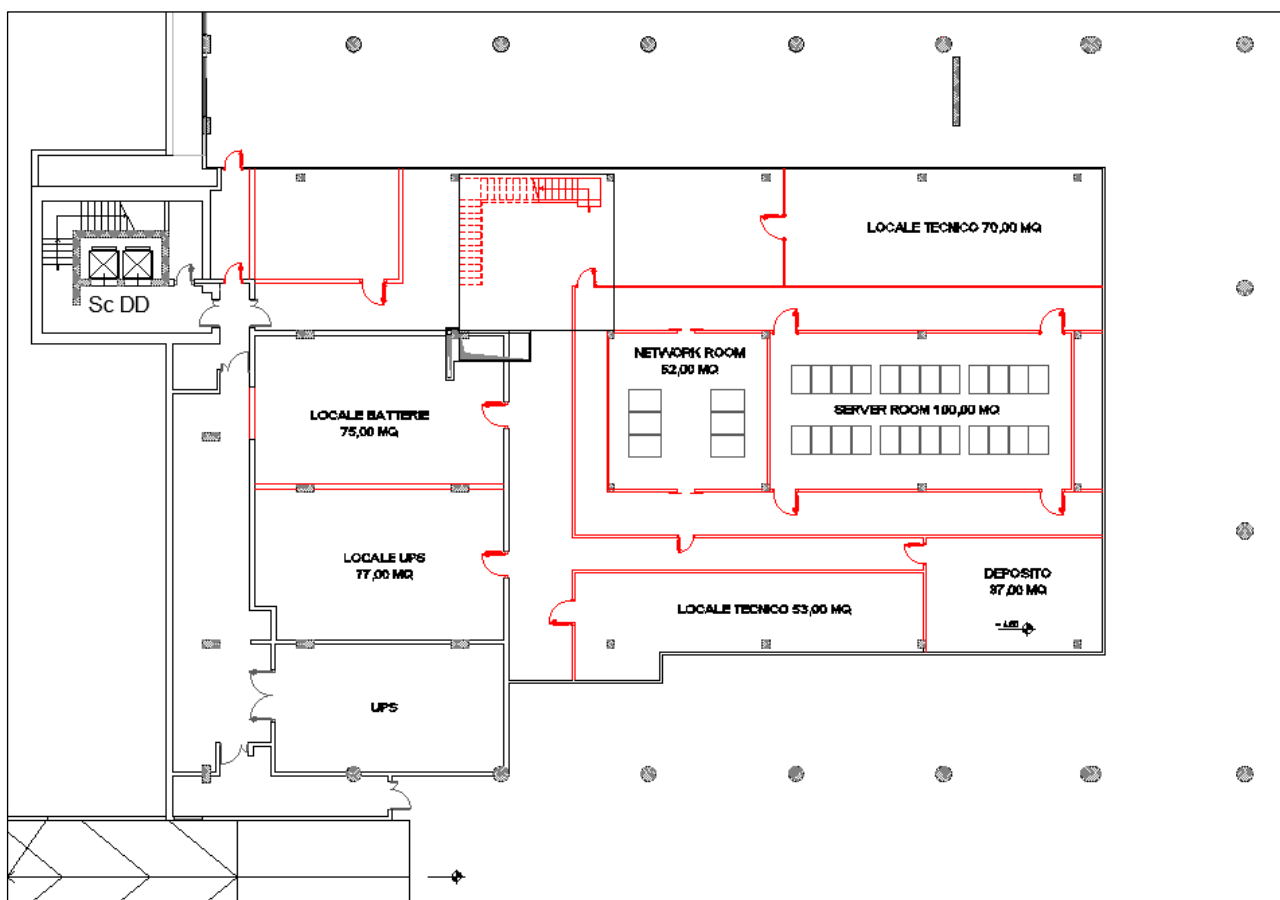 LOCALE TECNICO 70,00 MQ
Sc DD
NETWORK ROOM
52,00 MQ
LOCALE BATTERIE
75,00 MQ
SERVER ROOM 100,00 MQ
LOCALE UPS
77,00 MQ
DEPOSITO
37,00 MQ
LOCALE TECNICO 53,00 MQ
UPS